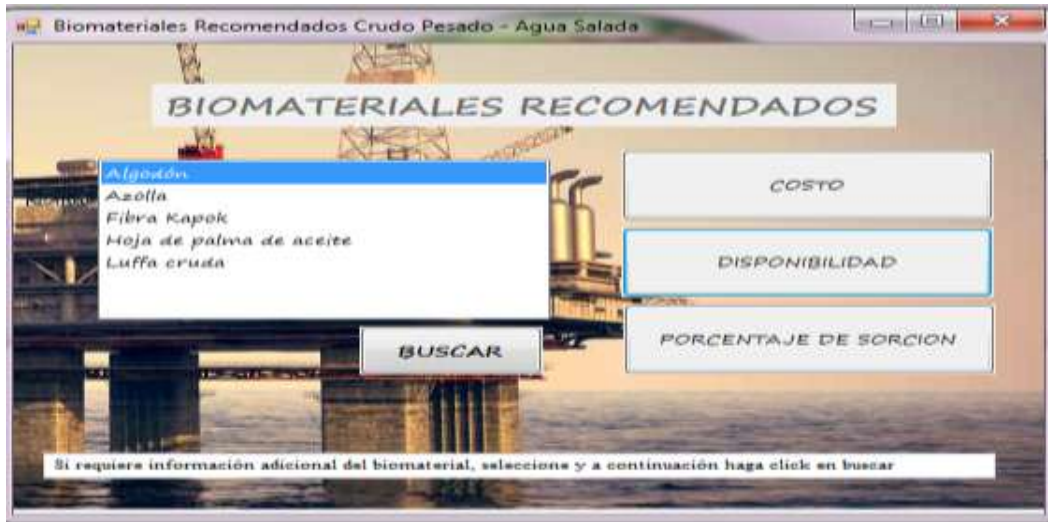 Biomateriales Recomendados Crudo Pesado - Agua Salada
BIOMATERIALES RECOMENDADOS
Algodón
Azolla
Fibra Kapok
Hoja de palma de aceite
Luffa cruda
BUSCAR
COSTO
DISPONIBILIDAD
PORCENTAJE DE SORCION
Si requiere información adicional del biomaterial, seleccione y a continuación haga click en buscar